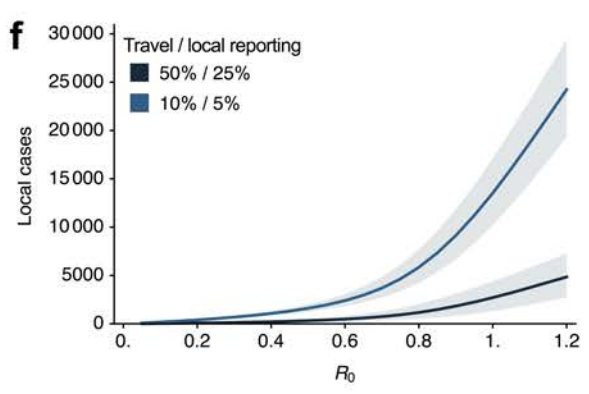 f
30 000
25 000
20 000
15 000
10 000
5000
0
Local cases
Travel / local reporting
50% / 25%
10% / 5%
0. 0.2 0.4 0.6 0.8 1. 1.2
R0